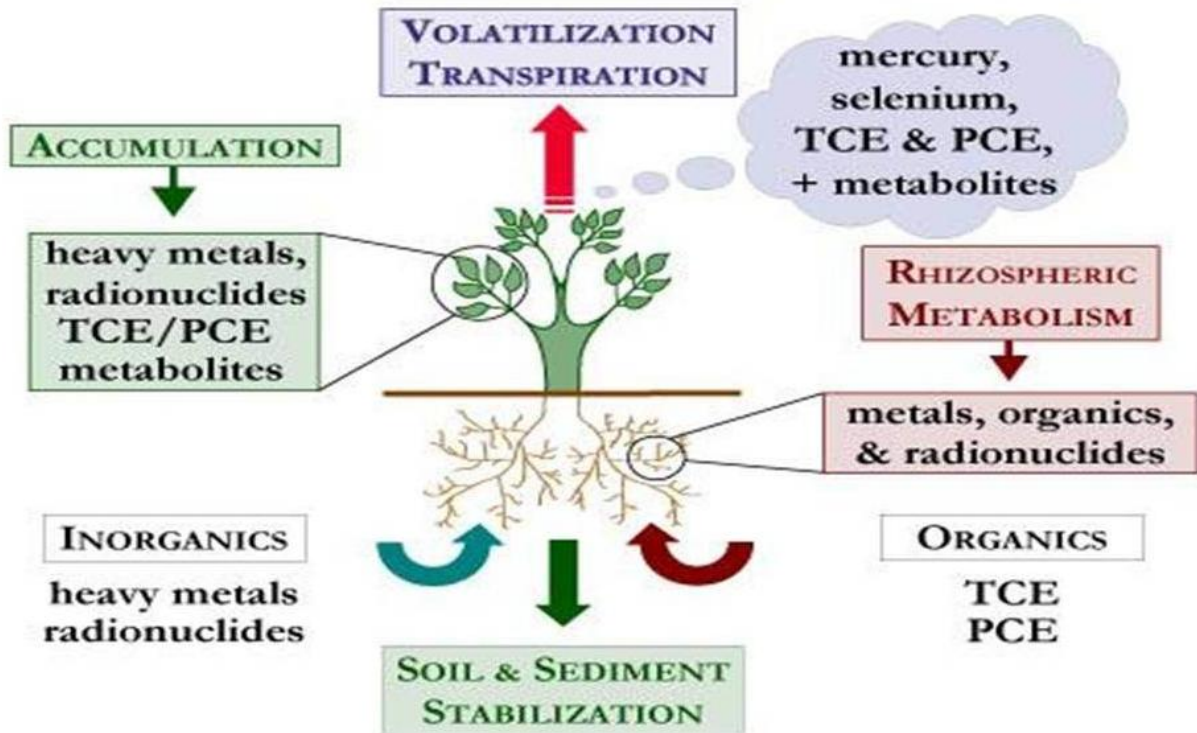 VOLATILIZATION
TRANSPIRATION
mercury,
selenium,
TCE & PCE,
+ metabolites
ACCUMULATION
heavy metals,
radionuclides
TCE/PCE
metabolites
RHIZOSPHERIC
METABOLISM
metals, organics,
& radionuclides
INORGANICS
heavy metals
radionuclides
ORGANICS
TCE
PCE
SOIL & SEDIMENT
STABILIZATION